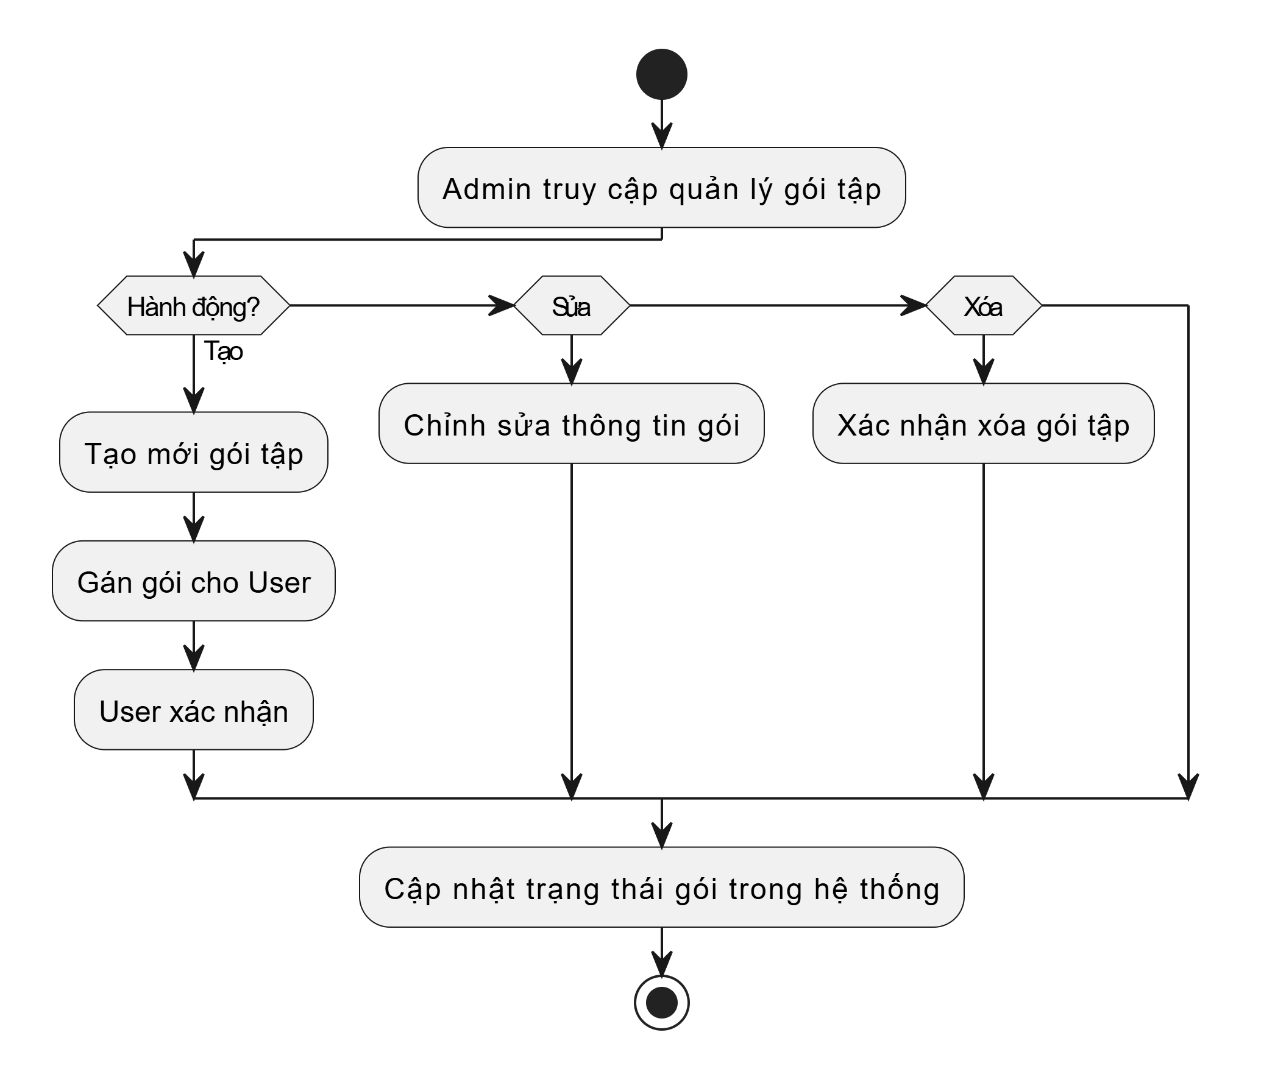 Admin truy cập quản lý gói tập
Hành động?
Sửa
Xóa
Tạo
Chỉnh sửa thông tin gói
Xác nhận xóa gói tập
Tạo mới gói tập
Gán gói cho User
User xác nhận
Cập nhật trạng thái gói trong hệ thống